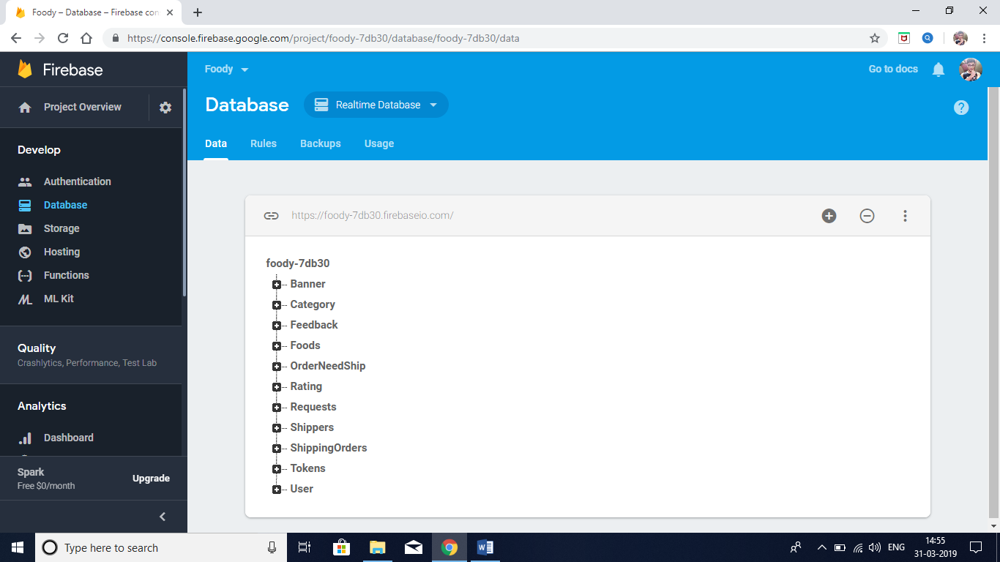 Foody – Database – Firebase con
https://console.firebase.google.com/project/foody-7db30/database/foody-7db30/data
Firebase
Foody
Go to docs
Project Overview
Database
Realtime Database
Data Rules Backups Usage
Develop
Authentication
Database
Storage
Hosting
Functions
ML Kit
Quality
Crashlytics, Performance, Test Lab
Analytics
Dashboard
Spark
Free $0/month
Upgrade
https://foody-7db30.firebaseio.com/
foody-7db30
Banner
Category
Feedback
Foods
OrderNeedShip
Rating
Requests
Shippers
ShippingOrders
Tokens
User
Type here to search
ENG
14:55
31-03-2019